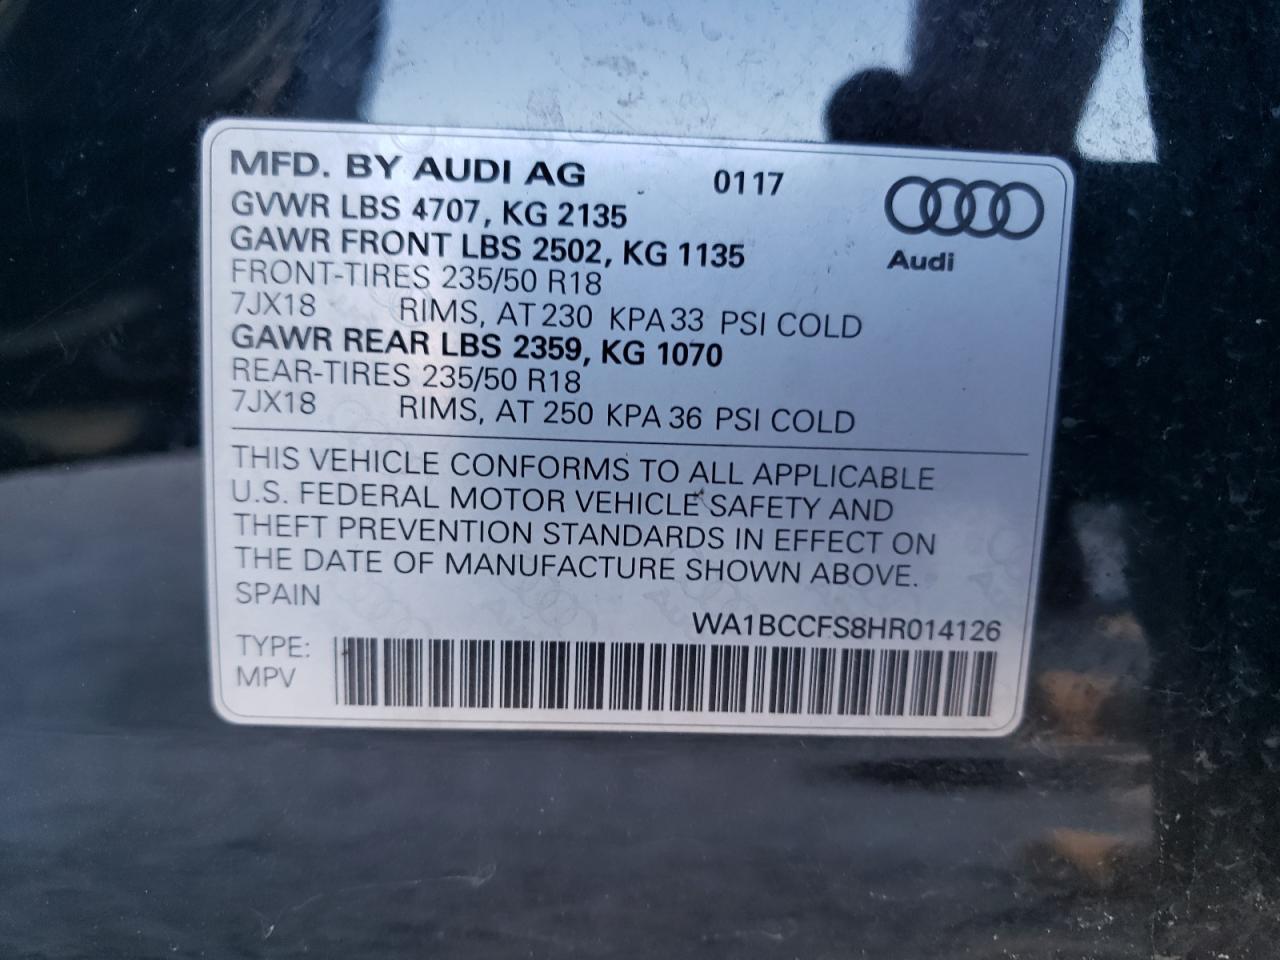 MFD. BY AUDI AG 0117
GVWR LBS 4707, KG 2135
GAWR FRONT LBS 2502, KG 1135
Audi
FRONT-TIRES 235/50 R18
7JX18 RIMS, AT 230 KPA 33 PSI COLD
GAWR REAR LBS 2359, KG 1070
REAR-TIRES 235/50 R18
7JX18 RIMS, AT 250 KPA 36 PSI COLD
THIS VEHICLE CONFORMS TO ALL APPLICABLE
U.S. FEDERAL MOTOR VEHICLE SAFETY AND
THEFT PREVENTION STANDARDS IN EFFECT ON
THE DATE OF MANUFACTURE SHOWN ABOVE.
SPAIN
WA1BCCFS8HR014126
TYPE:
MPV